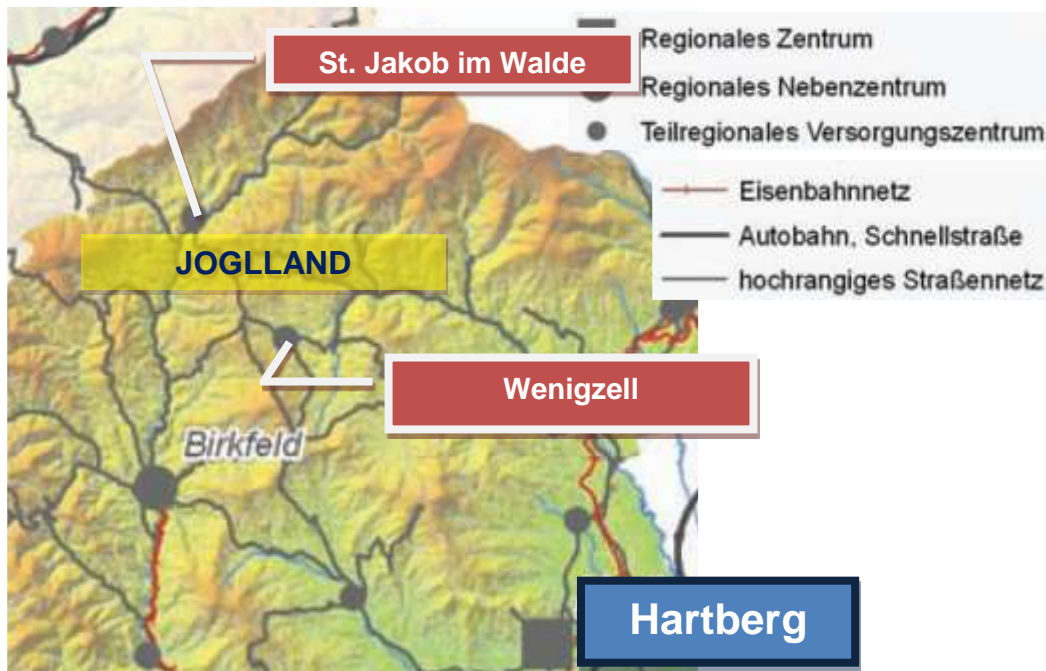 St. Jakob im Walde
Regionales Zentrum
Regionales Nebenzentrum
Teilregionales Versorgungszentrum
Eisenbahnnetz
Autobahn, Schnellstraße
hochrangiges Straßennetz
JOGLLAND
Wenigzell
Birkfeld
Hartberg